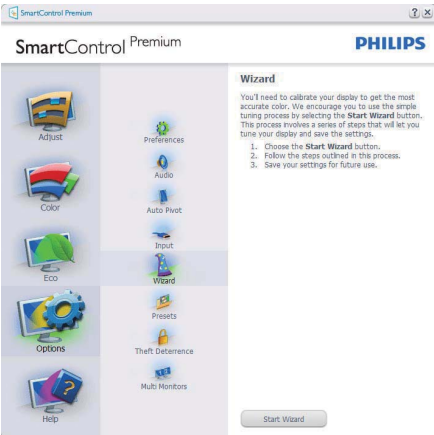 SmartControl Premium
SmartControl Premium
PHILIPS
Adjust
Color
Eco
Options
Help
Preferences
Audio
Auto Pivot
Input
Wizard
Presets
Theft Deterrence
Multi Monitors
Wizard
You'll need to calibrate your display to get the most
accurate color. We encourage you to use the simple
tuning process by selecting the Start Wizard button.
This process involves a series of steps that will let you
tune your display and save the settings.
1. Choose the Start Wizard button.
2. Follow the steps outlined in this process.
3. Save your settings for future use.
Start Wizard